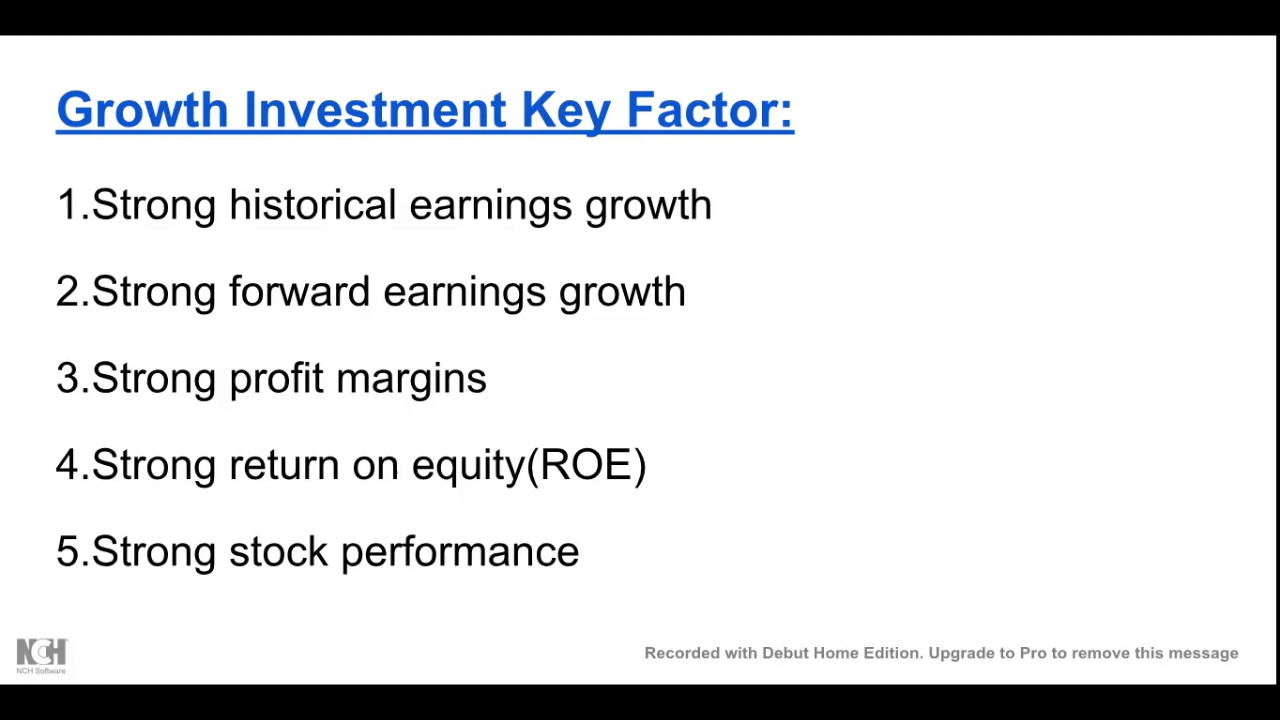 Growth Investment Key Factor:
1.Strong historical earnings growth
2.Strong forward earnings growth
3.Strong profit margins
4.Strong return on equity(ROE)
5.Strong stock performance
NCH
NCH Software
Recorded with Debut Home Edition. Upgrade to Pro to remove this message